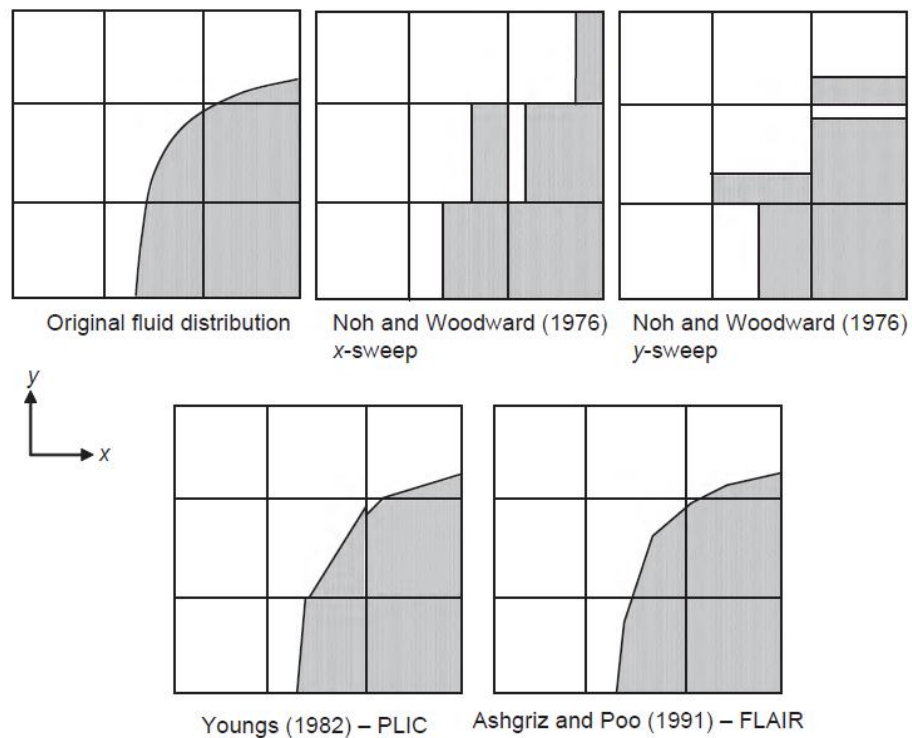 Original fluid distribution
Noh and Woodward (1976)
x-sweep
Noh and Woodward (1976)
y-sweep
y
x
Youngs (1982) – PLIC
Ashgriz and Poo (1991) – FLAIR